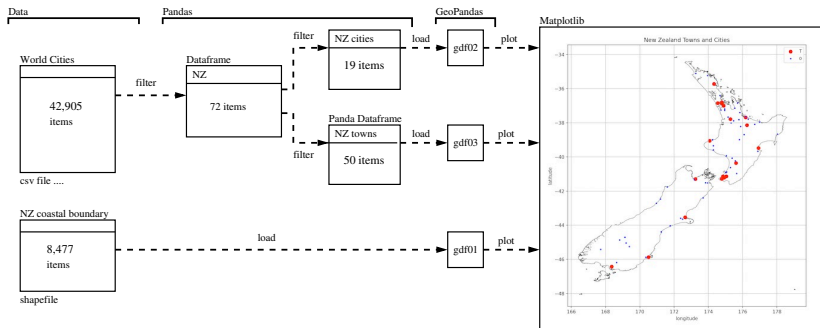 Data
Pandas
GeoPandas
Matplotlib
World Cities
42,905
items
csv file ....
filter
Dataframe
NZ
72 items
filter
filter
NZ cities
19 items
Panda Dataframe
NZ towns
50 items
load
load
gdf02
gdf03
plot
plot
NZ coastal boundary
8,477
items
shapefile
load
gdf01
plot
New Zealand Towns and Cities
T
−34
−36
−38
−40
−42
−44
−46
−48
latitude
166
168
170
172
174
176
178
longitude